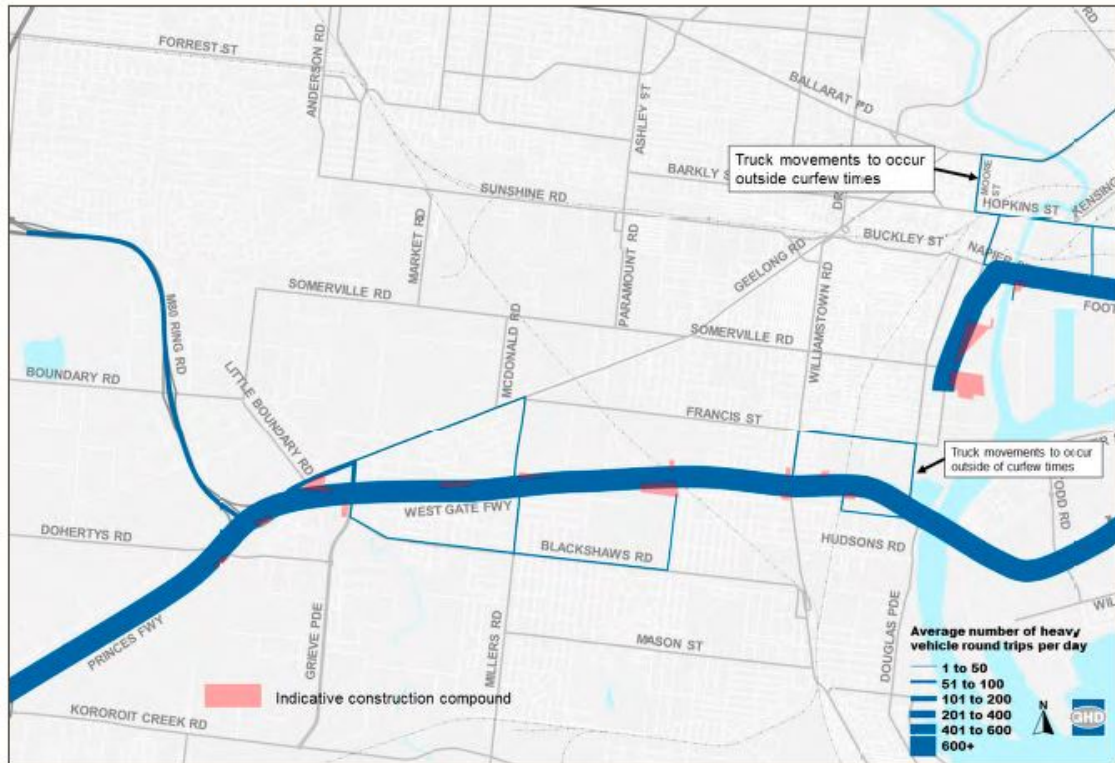 FORREST ST
ANDERSON RD
ASHLEY ST
BALLARAT RD
RD
Truck movements to occur
outside curfew times
MOORE
ST
BARKLY S
SUNSHINE RD
DR
HOPKINS ST
KENSING
MARKET RD
PARAMOUNT RD
GEELONG RD
BUCKLEY ST
NAPIER
M80 RING RD
SOMERVILLE RD
WILLIAMSTOWN RD
FOOT
SOMERVILLE RD
MCDONALD RD
BOUNDARY RD
LITTLE BOUNDARY RD
FRANCIS ST
Truck movements to occur
outside of curfew times
WEST GATE FWY
DOHERTYS RD
BLACKSHAWS RD
HUDSONS RD
PRINCES FWY
GRIEVE PDE
MILLERS RD
MASON ST
DOUGLAS PDE
WIL
Average number of heavy
vehicle round trips per day
1 to 50
51 to 100
101 to 200
201 to 400
401 to 600
600+
N
GHD
Indicative construction compound
KOROROIT CREEK RD